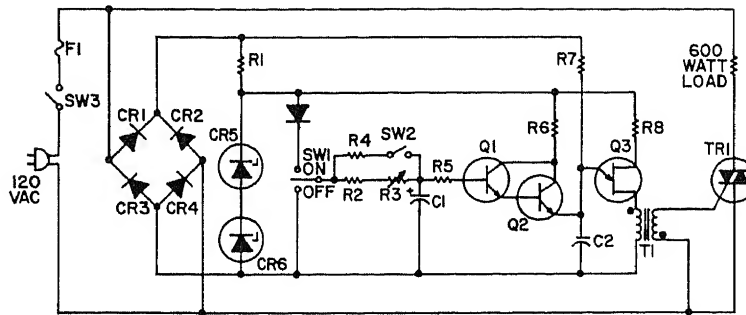 F1
SW3
120
VAC
CR1
CR2
CR3
CR4
R1
CR5
CR6
SW1
ON
OFF
R4
SW2
R2
R3
+
C1
R5
Q1
Q2
R6
R7
C2
Q3
R8
T1
600
WATT
LOAD
TR1